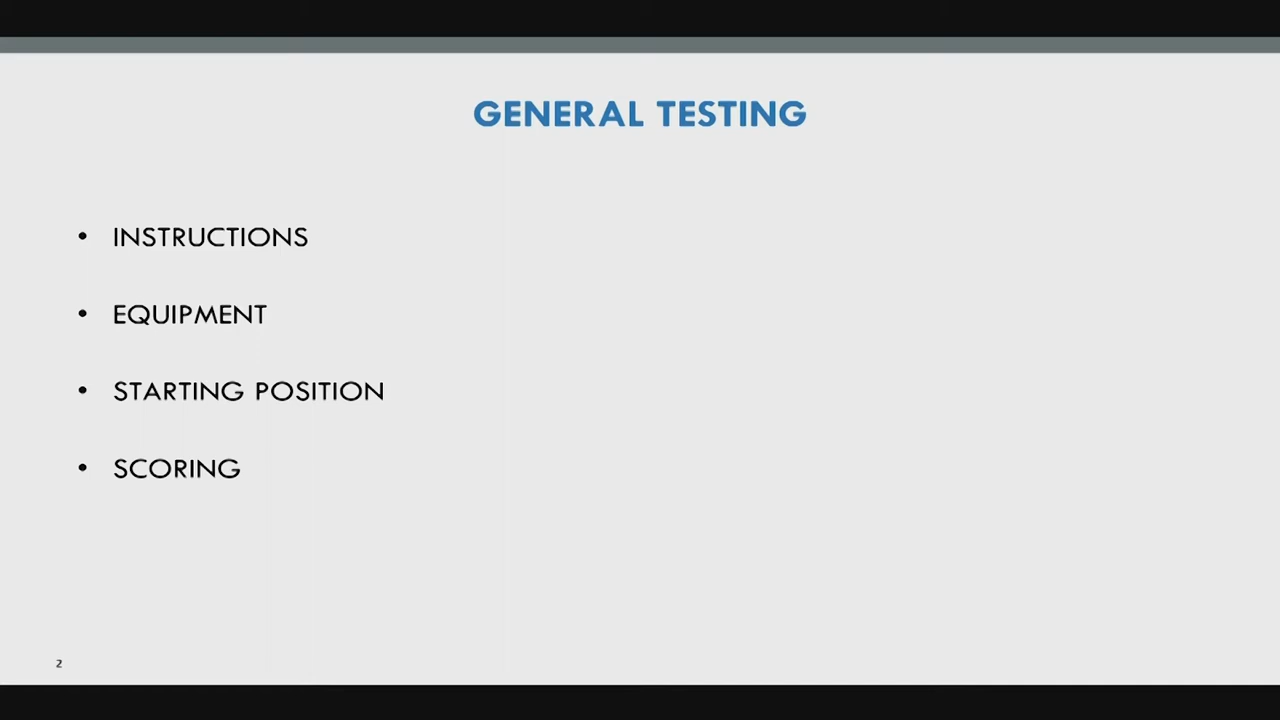 GENERAL TESTING
• INSTRUCTIONS
• EQUIPMENT
• STARTING POSITION
• SCORING
2